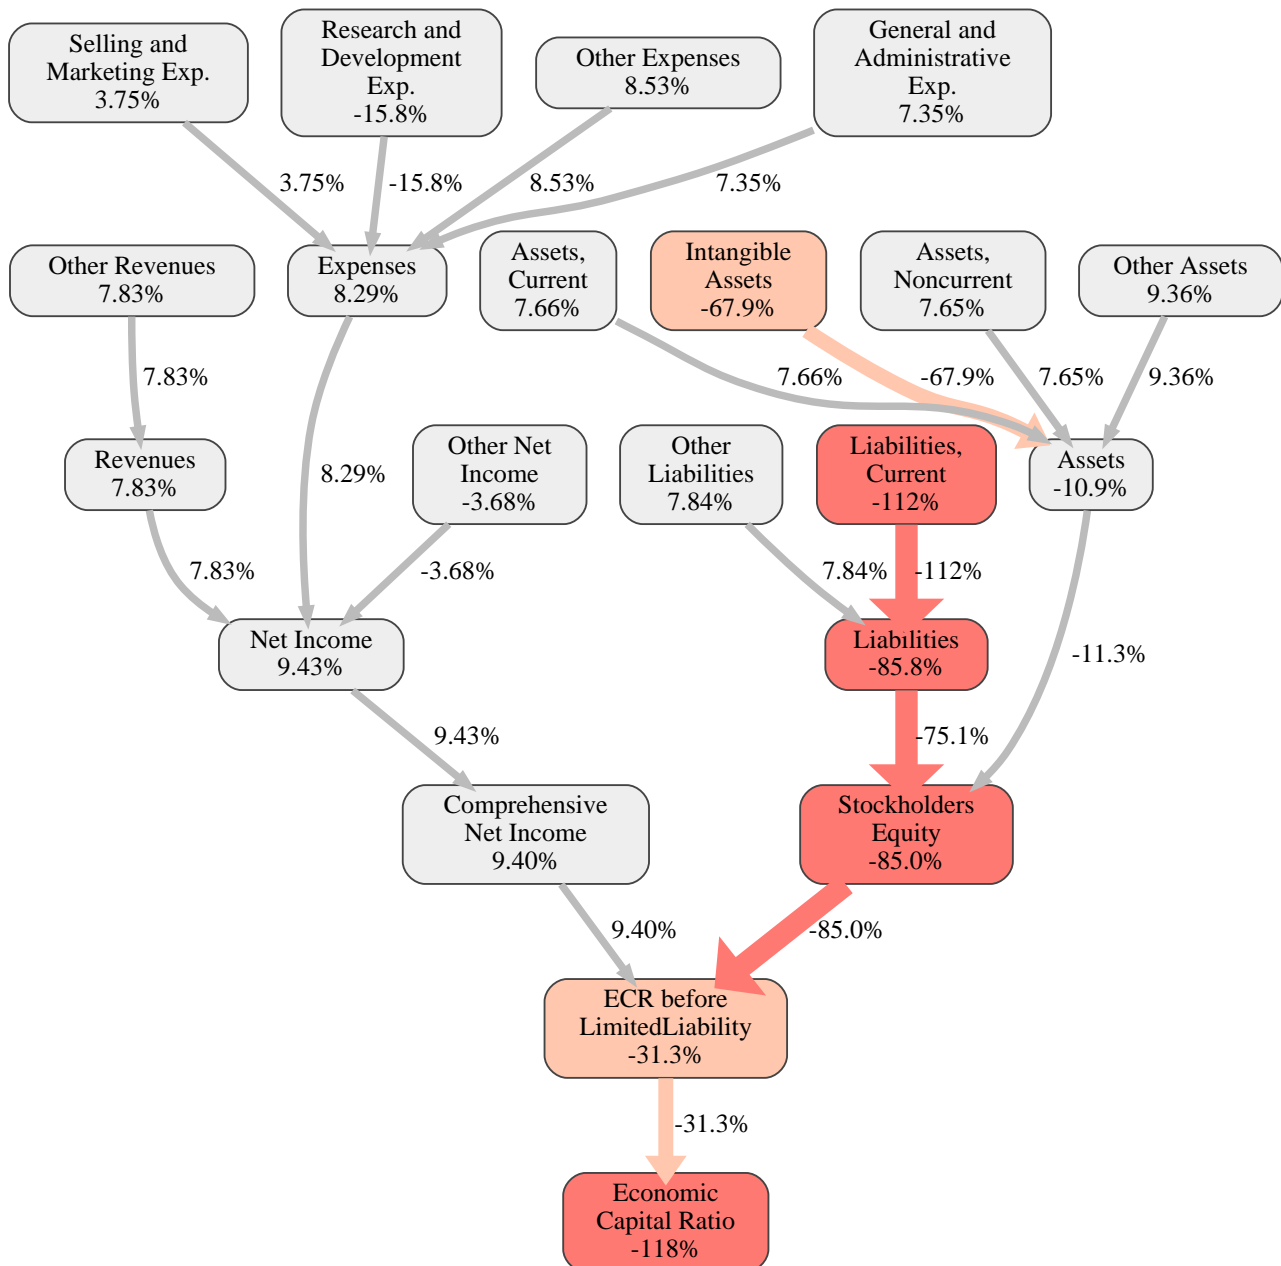 Selling and
Marketing Exp.
3.75%
Research and
Development
Exp.
-15.8%
Other Expenses
8.53%
General and
Administrative
Exp.
7.35%
3.75%
-15.8%
8.53%
7.35%
Other Revenues
7.83%
Expenses
8.29%
Assets,
Current
7.66%
Intangible
Assets
-67.9%
Assets,
Noncurrent
7.65%
Other Assets
9.36%
7.83%
7.66%
-67.9%
7.65%
9.36%
Revenues
7.83%
8.29%
Other Net
Income
-3.68%
Other
Liabilities
7.84%
Liabilities,
Current
-112%
Assets
-10.9%
7.83%
-3.68%
7.84%
-112%
Net Income
9.43%
Liabilities
-85.8%
-11.3%
9.43%
-75.1%
Comprehensive
Net Income
9.40%
Stockholders
Equity
-85.0%
9.40%
-85.0%
ECR before
LimitedLiability
-31.3%
-31.3%
Economic
Capital Ratio
-118%